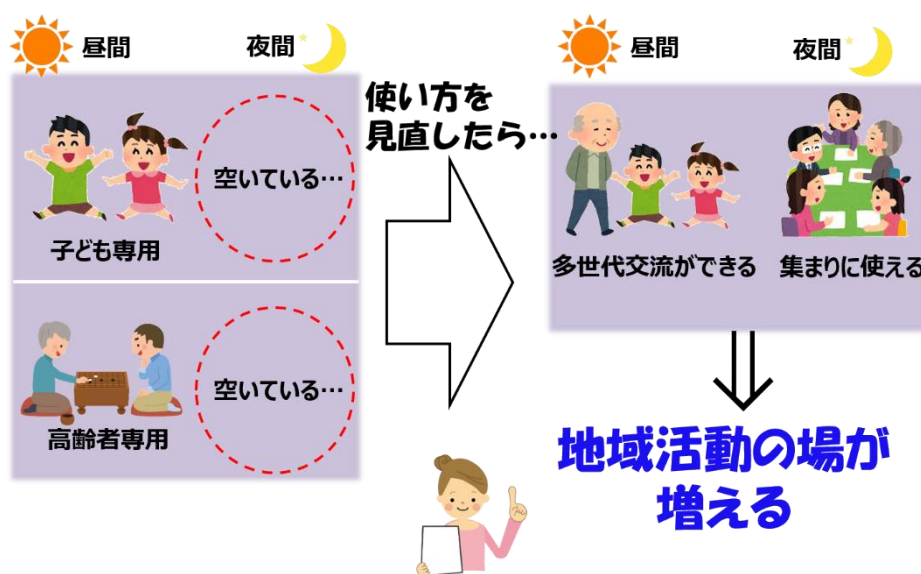 昼間
夜間
子ども専用
空いている…
高齢者専用
空いている…
使い方を
見直したら…
昼間
夜間
多世代交流ができる
集まりに使える
地域活動の場が
増える